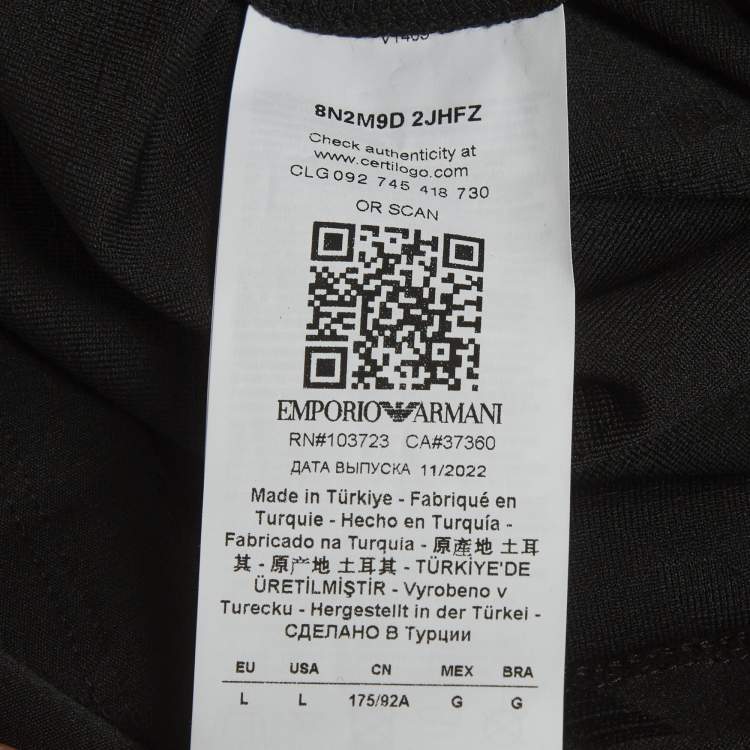 8N2M9D 2JHFZ
Check authenticity at
www.certilogo.com
CLG 092 745 418 730
OR SCAN
EMPORIO ARMANI
RN#103723 CA#37360
ДАТА ВЫПУСКА 11/2022
Made in Türkiye - Fabriqué en
Turquie - Hecho en Turquía -
Fabricado na Turquia - 原產地 土耳
其 - 原产地 土耳其 - TÜRKİYE'DE
ÜRETİLMİŞTİR - Vyrobeno v
Turecku - Hergestellt in der Türkei -
СДЕЛАНО В Турции
EU USA CN MEX BRA
L L 175/92A G G